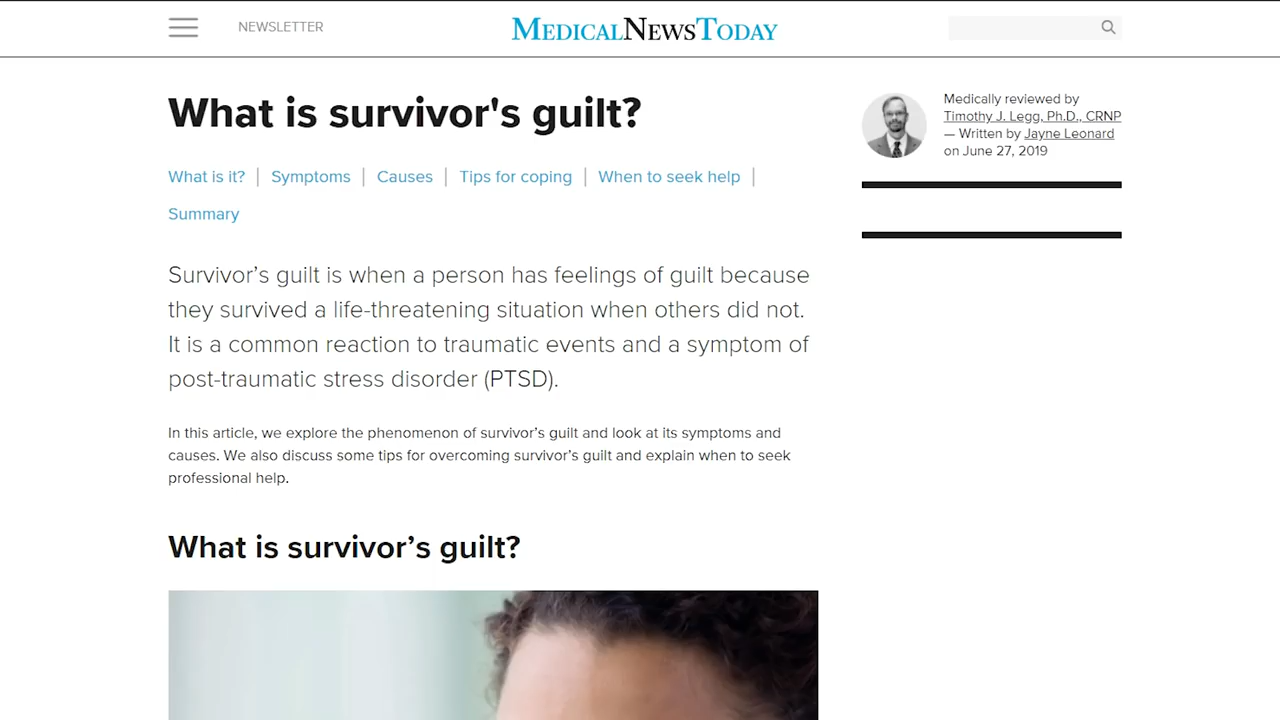 NEWSLETTER
MEDICALNEWSTODAY
What is survivor's guilt?
What is it? | Symptoms | Causes | Tips for coping | When to seek help |
Summary
Survivor’s guilt is when a person has feelings of guilt because
they survived a life-threatening situation when others did not.
It is a common reaction to traumatic events and a symptom of
post-traumatic stress disorder (PTSD).
In this article, we explore the phenomenon of survivor’s guilt and look at its symptoms and
causes. We also discuss some tips for overcoming survivor’s guilt and explain when to seek
professional help.
What is survivor’s guilt?
Medically reviewed by
Timothy J. Legg, Ph.D., CRNP
— Written by Jayne Leonard
on June 27, 2019